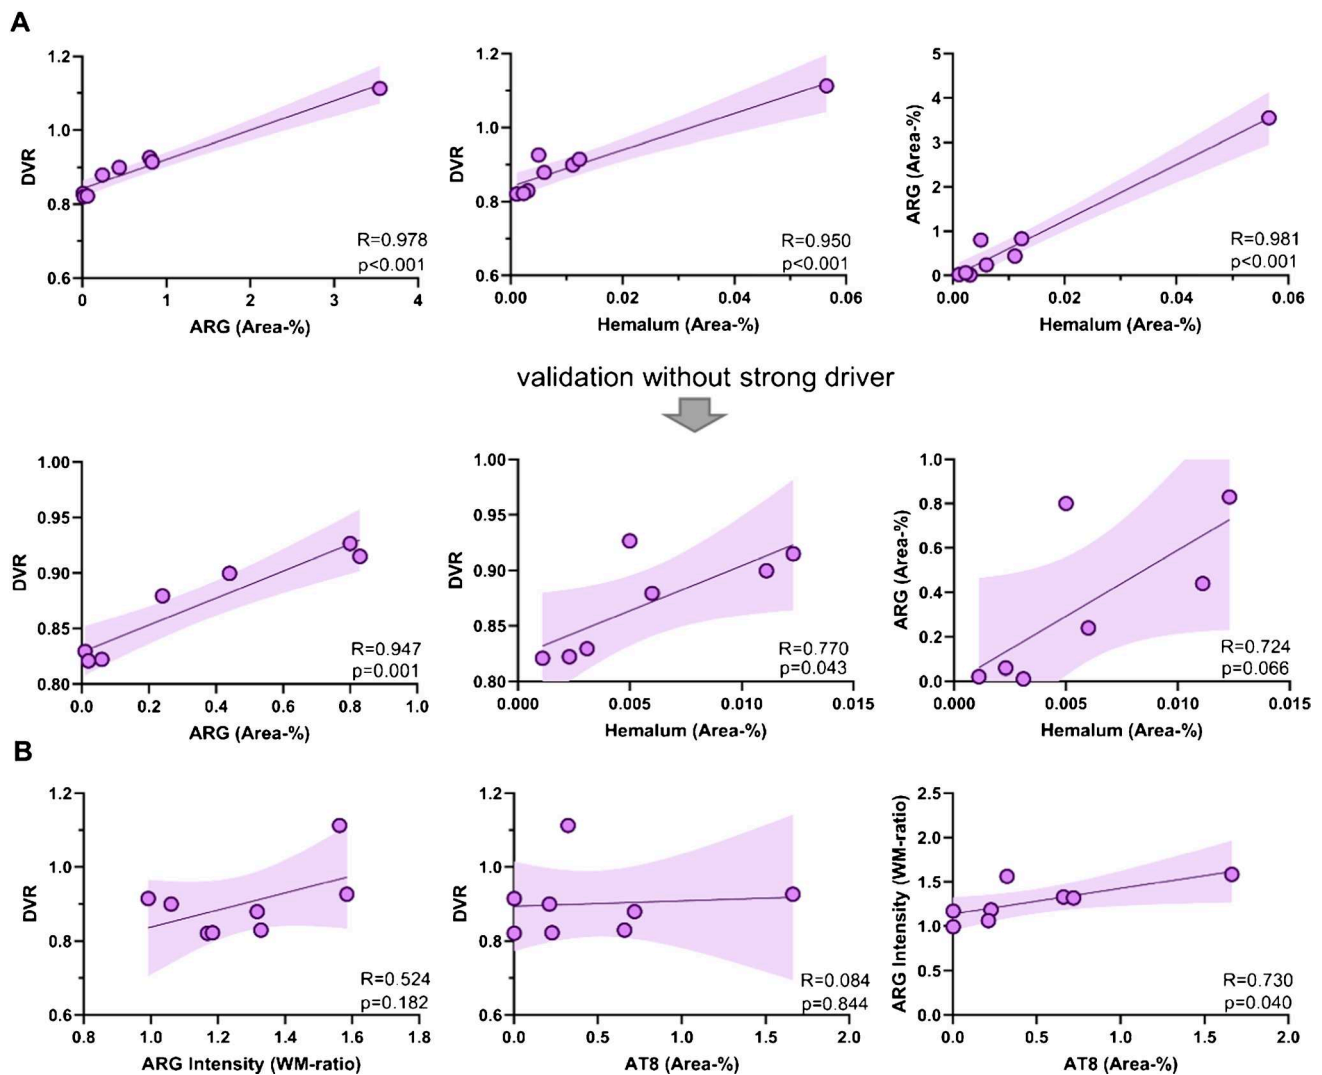 A
DVR
1.2
1.0
0.8
0.6
R=0.978
p<0.001
0 1 2 3 4
ARG (Area-%)
DVR
1.2
1.0
0.8
0.6
R=0.950
p<0.001
0.00 0.02 0.04 0.06
Hemalum (Area-%)
ARG (Area-%)
5
4
3
2
1
0
R=0.981
p<0.001
0.00 0.02 0.04 0.06
Hemalum (Area-%)
validation without strong driver
DVR
1.00
0.95
0.90
0.85
0.80
R=0.947
p=0.001
0.0 0.2 0.4 0.6 0.8 1.0
ARG (Area-%)
DVR
1.00
0.95
0.90
0.85
0.80
R=0.770
p=0.043
0.000 0.005 0.010 0.015
Hemalum (Area-%)
ARG (Area-%)
1.0
0.8
0.6
0.4
0.2
0.0
R=0.724
p=0.066
0.000 0.005 0.010 0.015
Hemalum (Area-%)
B
DVR
1.2
1.0
0.8
0.6
R=0.524
p=0.182
0.8 1.0 1.2 1.4 1.6 1.8
ARG Intensity (WM-ratio)
DVR
1.2
1.0
0.8
0.6
R=0.084
p=0.844
0.0 0.5 1.0 1.5 2.0
AT8 (Area-%)
ARG Intensity (WM-ratio)
2.5
2.0
1.5
1.0
0.5
0.0
R=0.730
p=0.040
0.0 0.5 1.0 1.5 2.0
AT8 (Area-%)